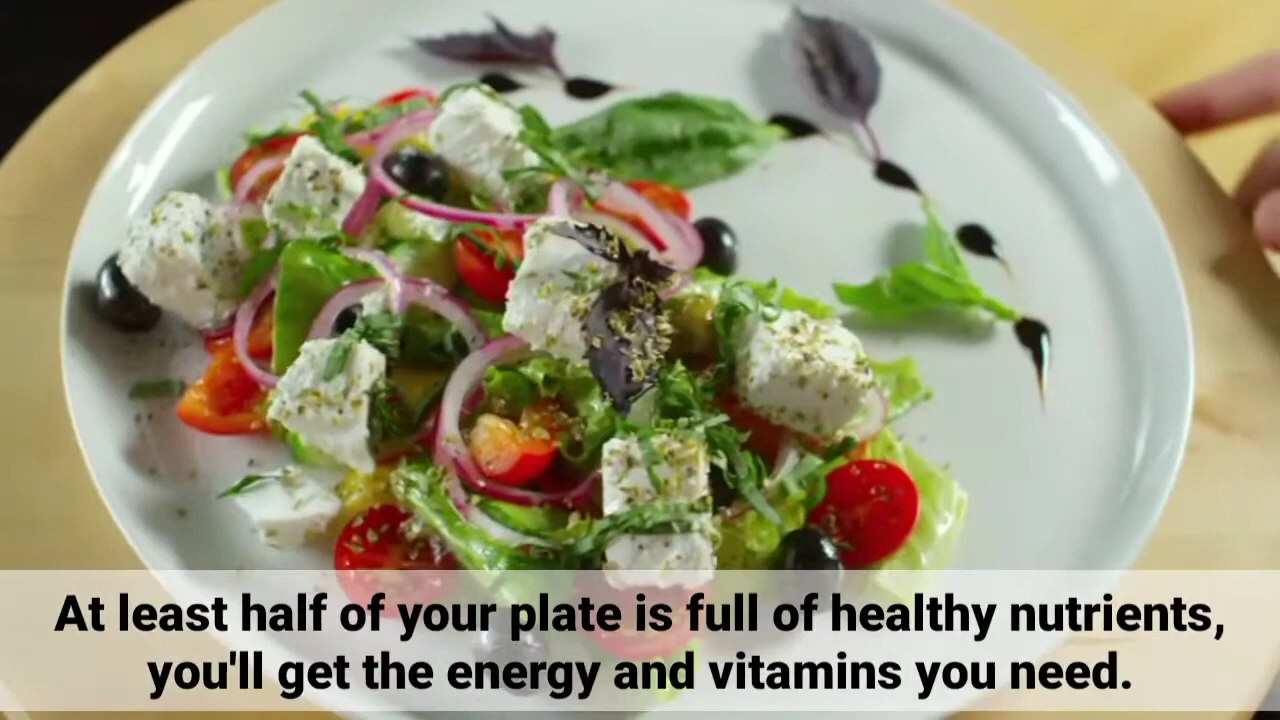 At least half of your plate is full of healthy nutrients,
you'll get the energy and vitamins you need.